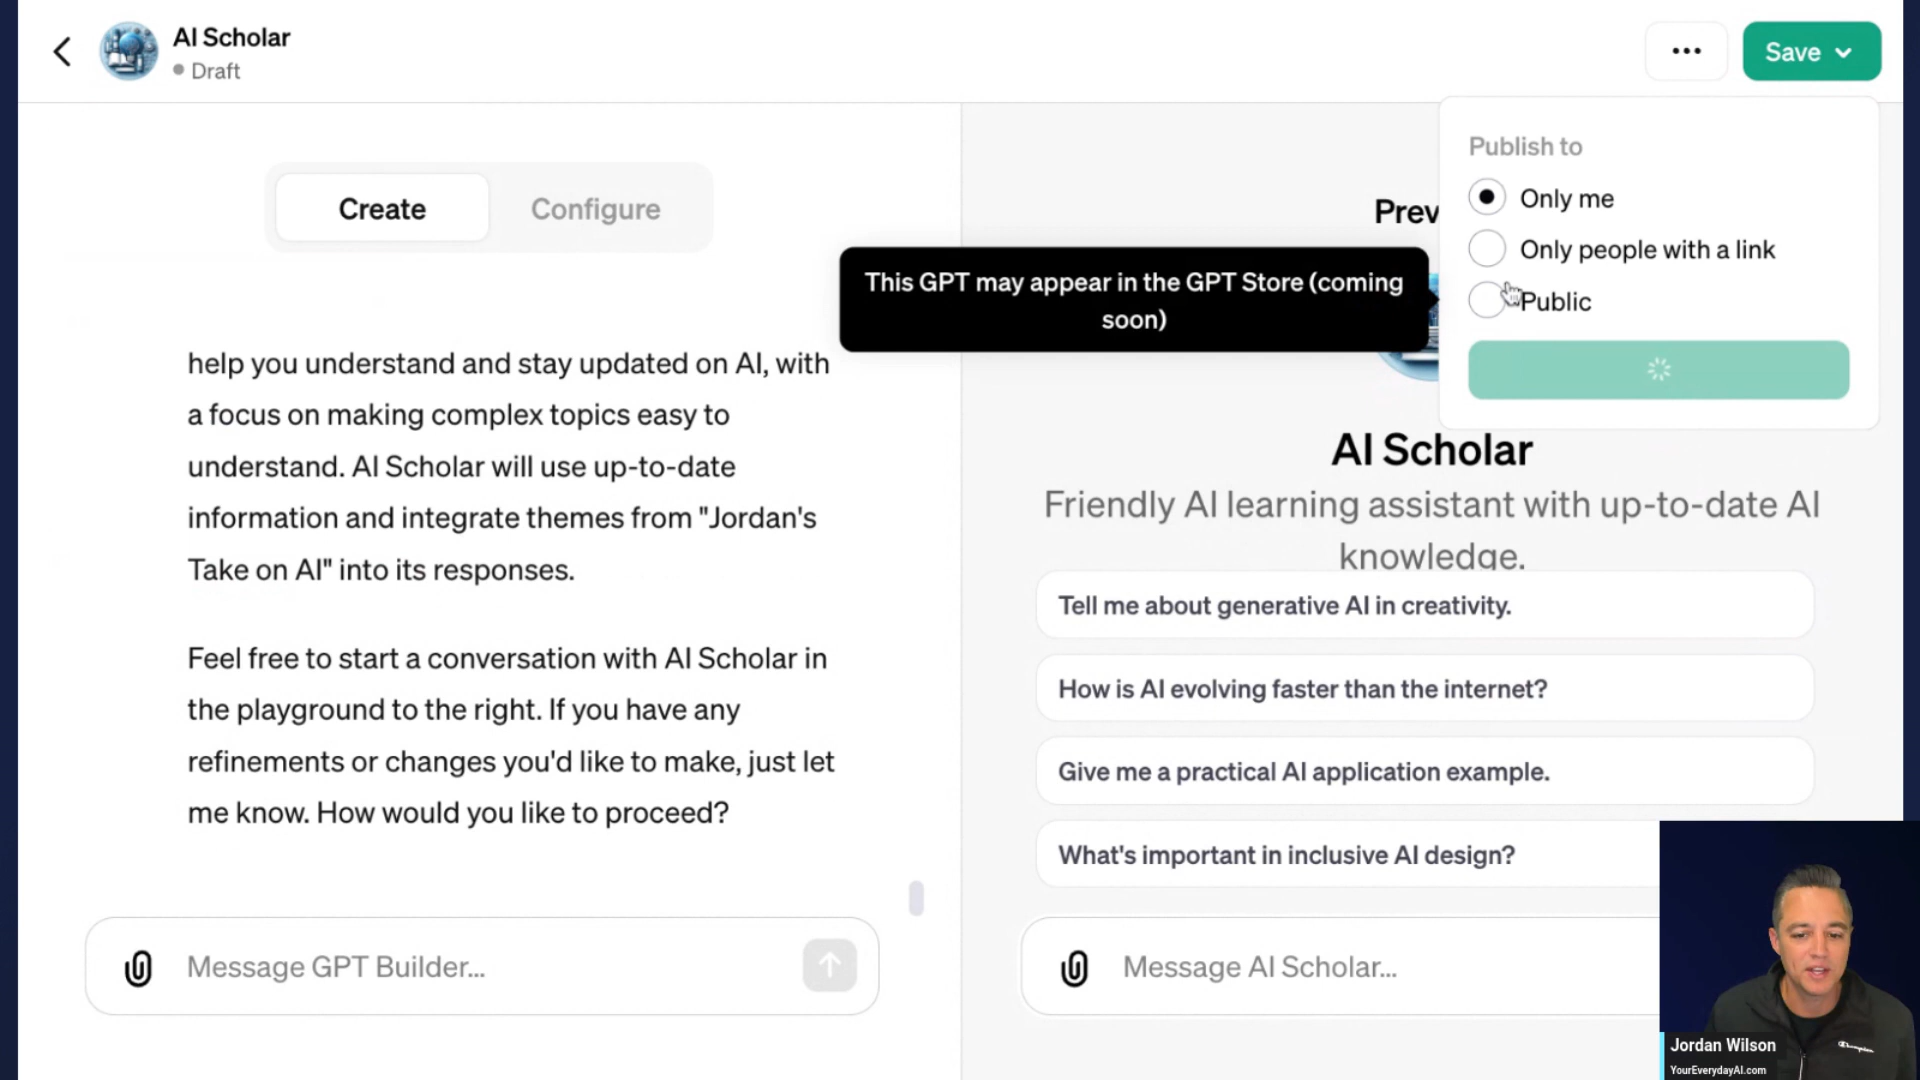 AI Scholar
Draft
Save
Publish to
Only me
Only people with a link
Public
Create
Configure
Prev
This GPT may appear in the GPT Store (coming
soon)
help you understand and stay updated on AI, with
a focus on making complex topics easy to
understand. AI Scholar will use up-to-date
information and integrate themes from "Jordan's
Take on AI" into its responses.
Feel free to start a conversation with AI Scholar in
the playground to the right. If you have any
refinements or changes you'd like to make, just let
me know. How would you like to proceed?
Message GPT Builder...
AI Scholar
Friendly AI learning assistant with up-to-date AI
knowledge.
Tell me about generative AI in creativity.
How is AI evolving faster than the internet?
Give me a practical AI application example.
What's important in inclusive AI design?
Message AI Scholar...
Champion
Jordan Wilson
YourEverydayAI.com